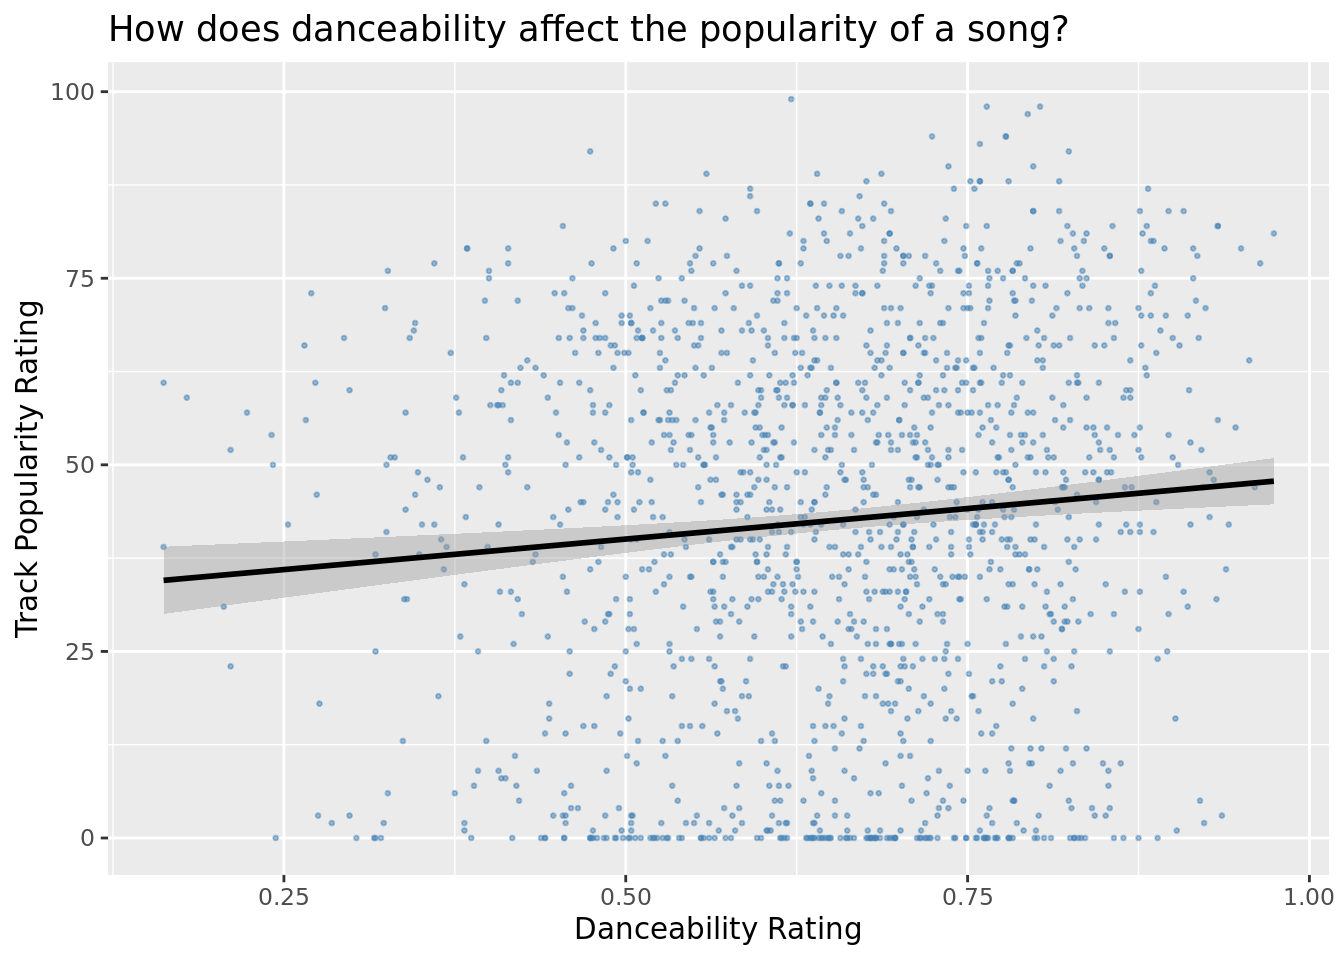 How does danceability affect the popularity of a song?
Track Popularity Rating
100
75
50
25
0
0.25 0.50 0.75 1.00
Danceability Rating